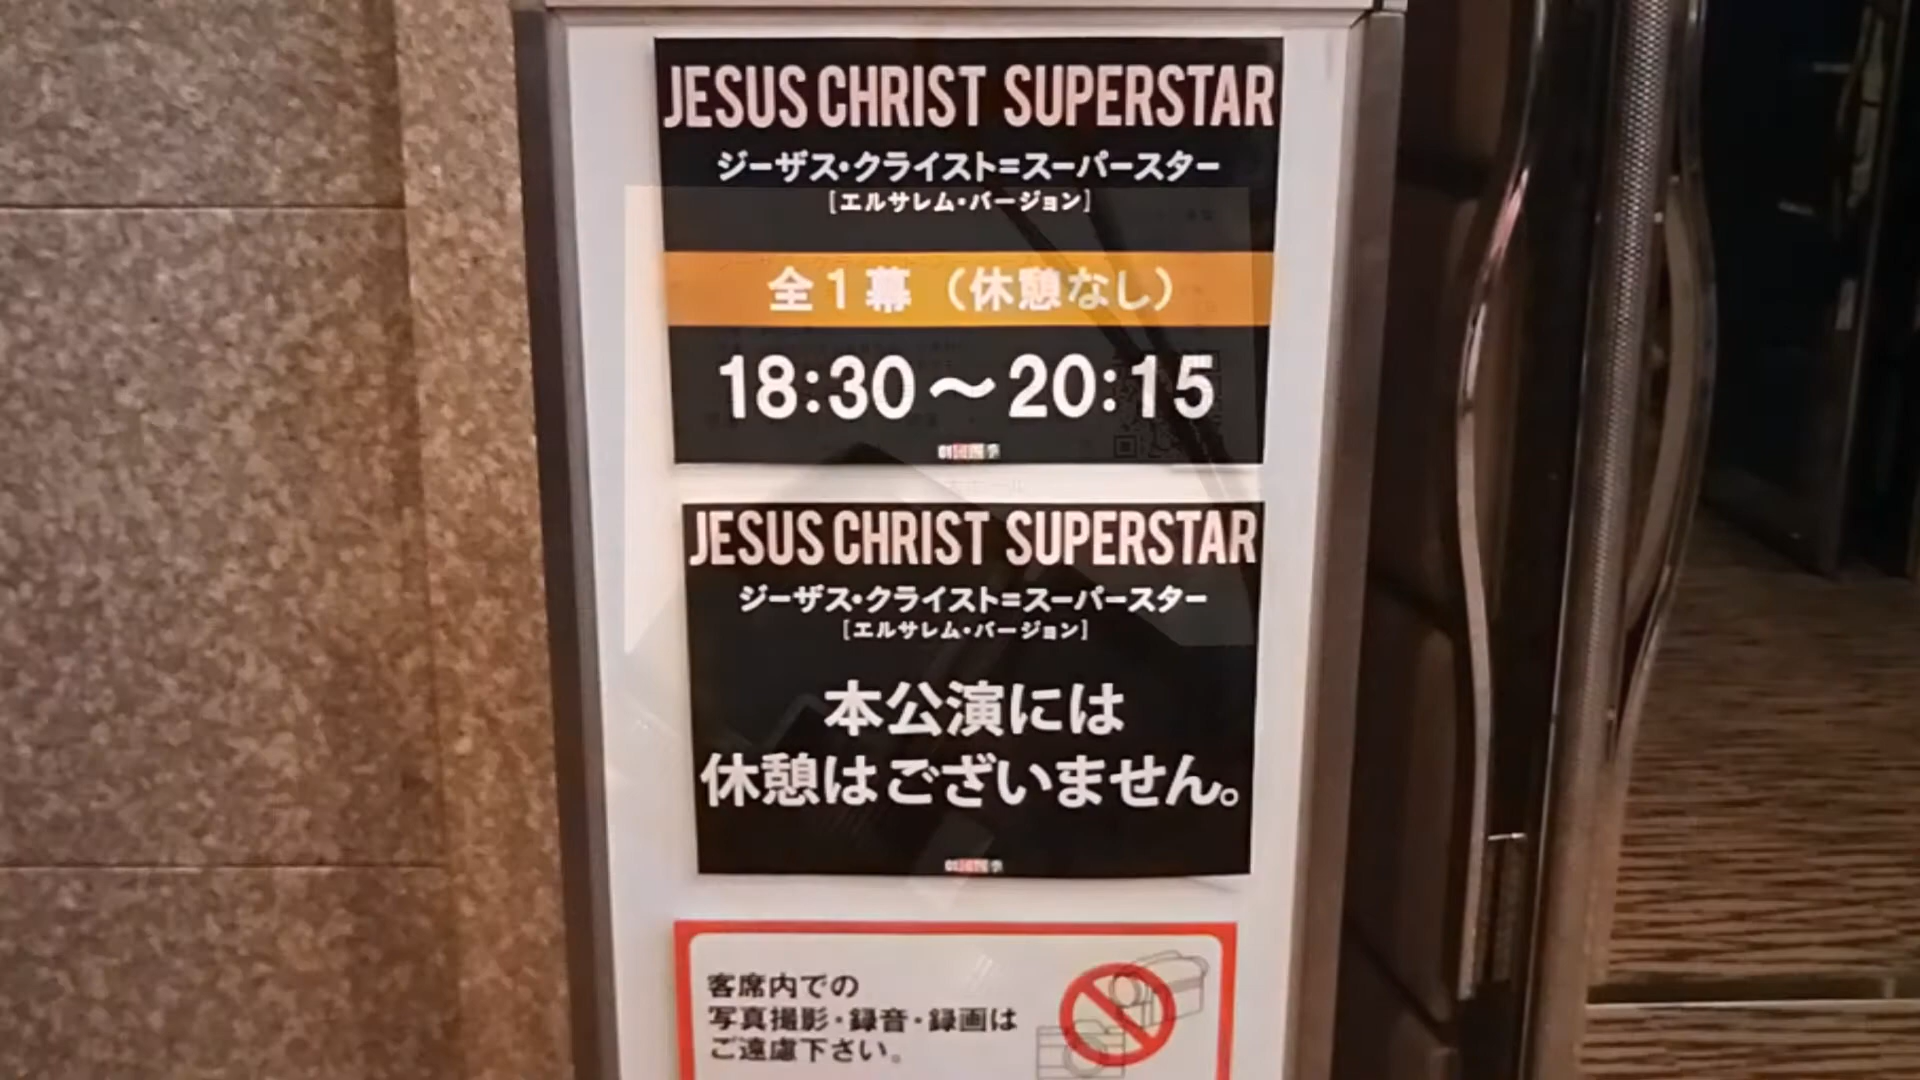 JESUS CHRIST SUPERSTAR
ジーザス・クライスト=スーパースター
[エルサレム・バージョン]
全1幕（休憩なし）
18:30～20:15
JESUS CHRIST SUPERSTAR
ジーザス・クライスト=スーパースター
[エルサレム・バージョン]
本公演には
休憩はございません。
客席内での
写真撮影・録音・録画は
ご遠慮下さい。